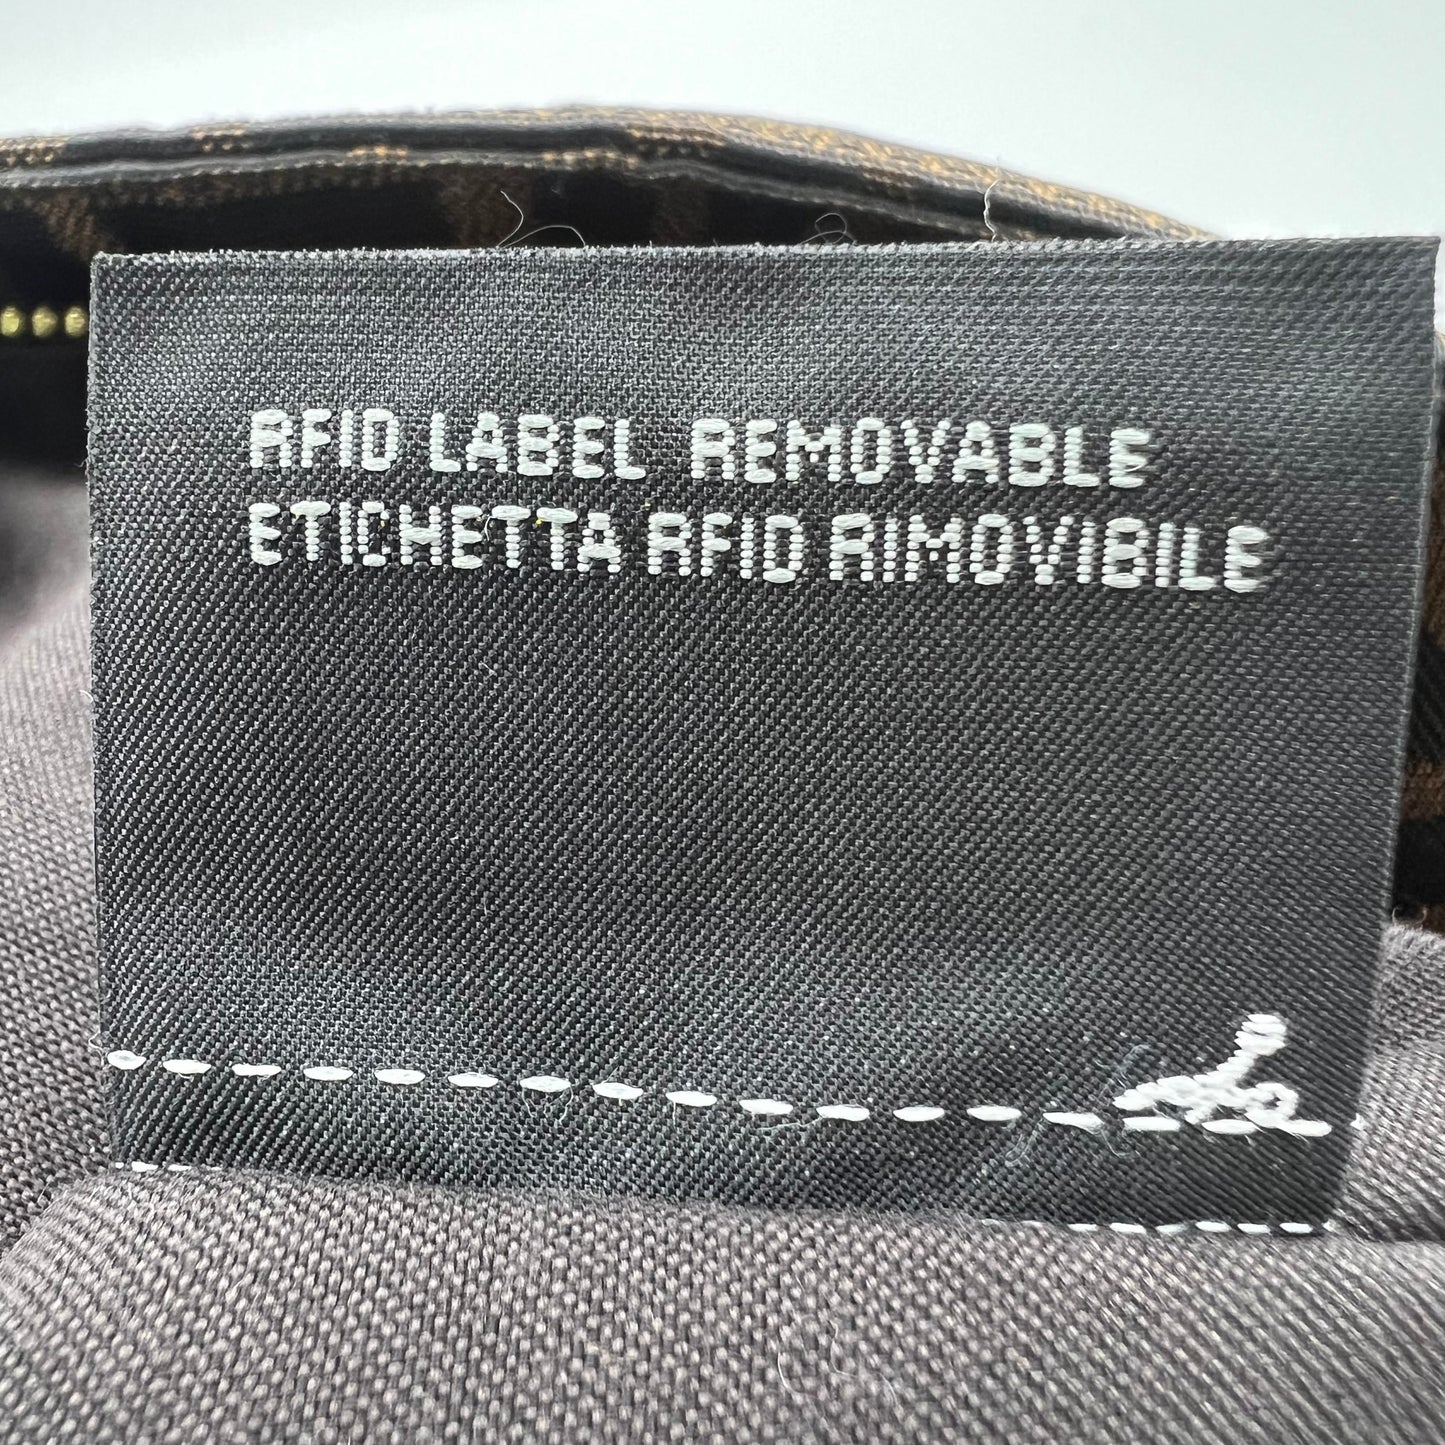 RFID LABEL REMOVABLE
ETICHETTA RFID RIMOVIBILE